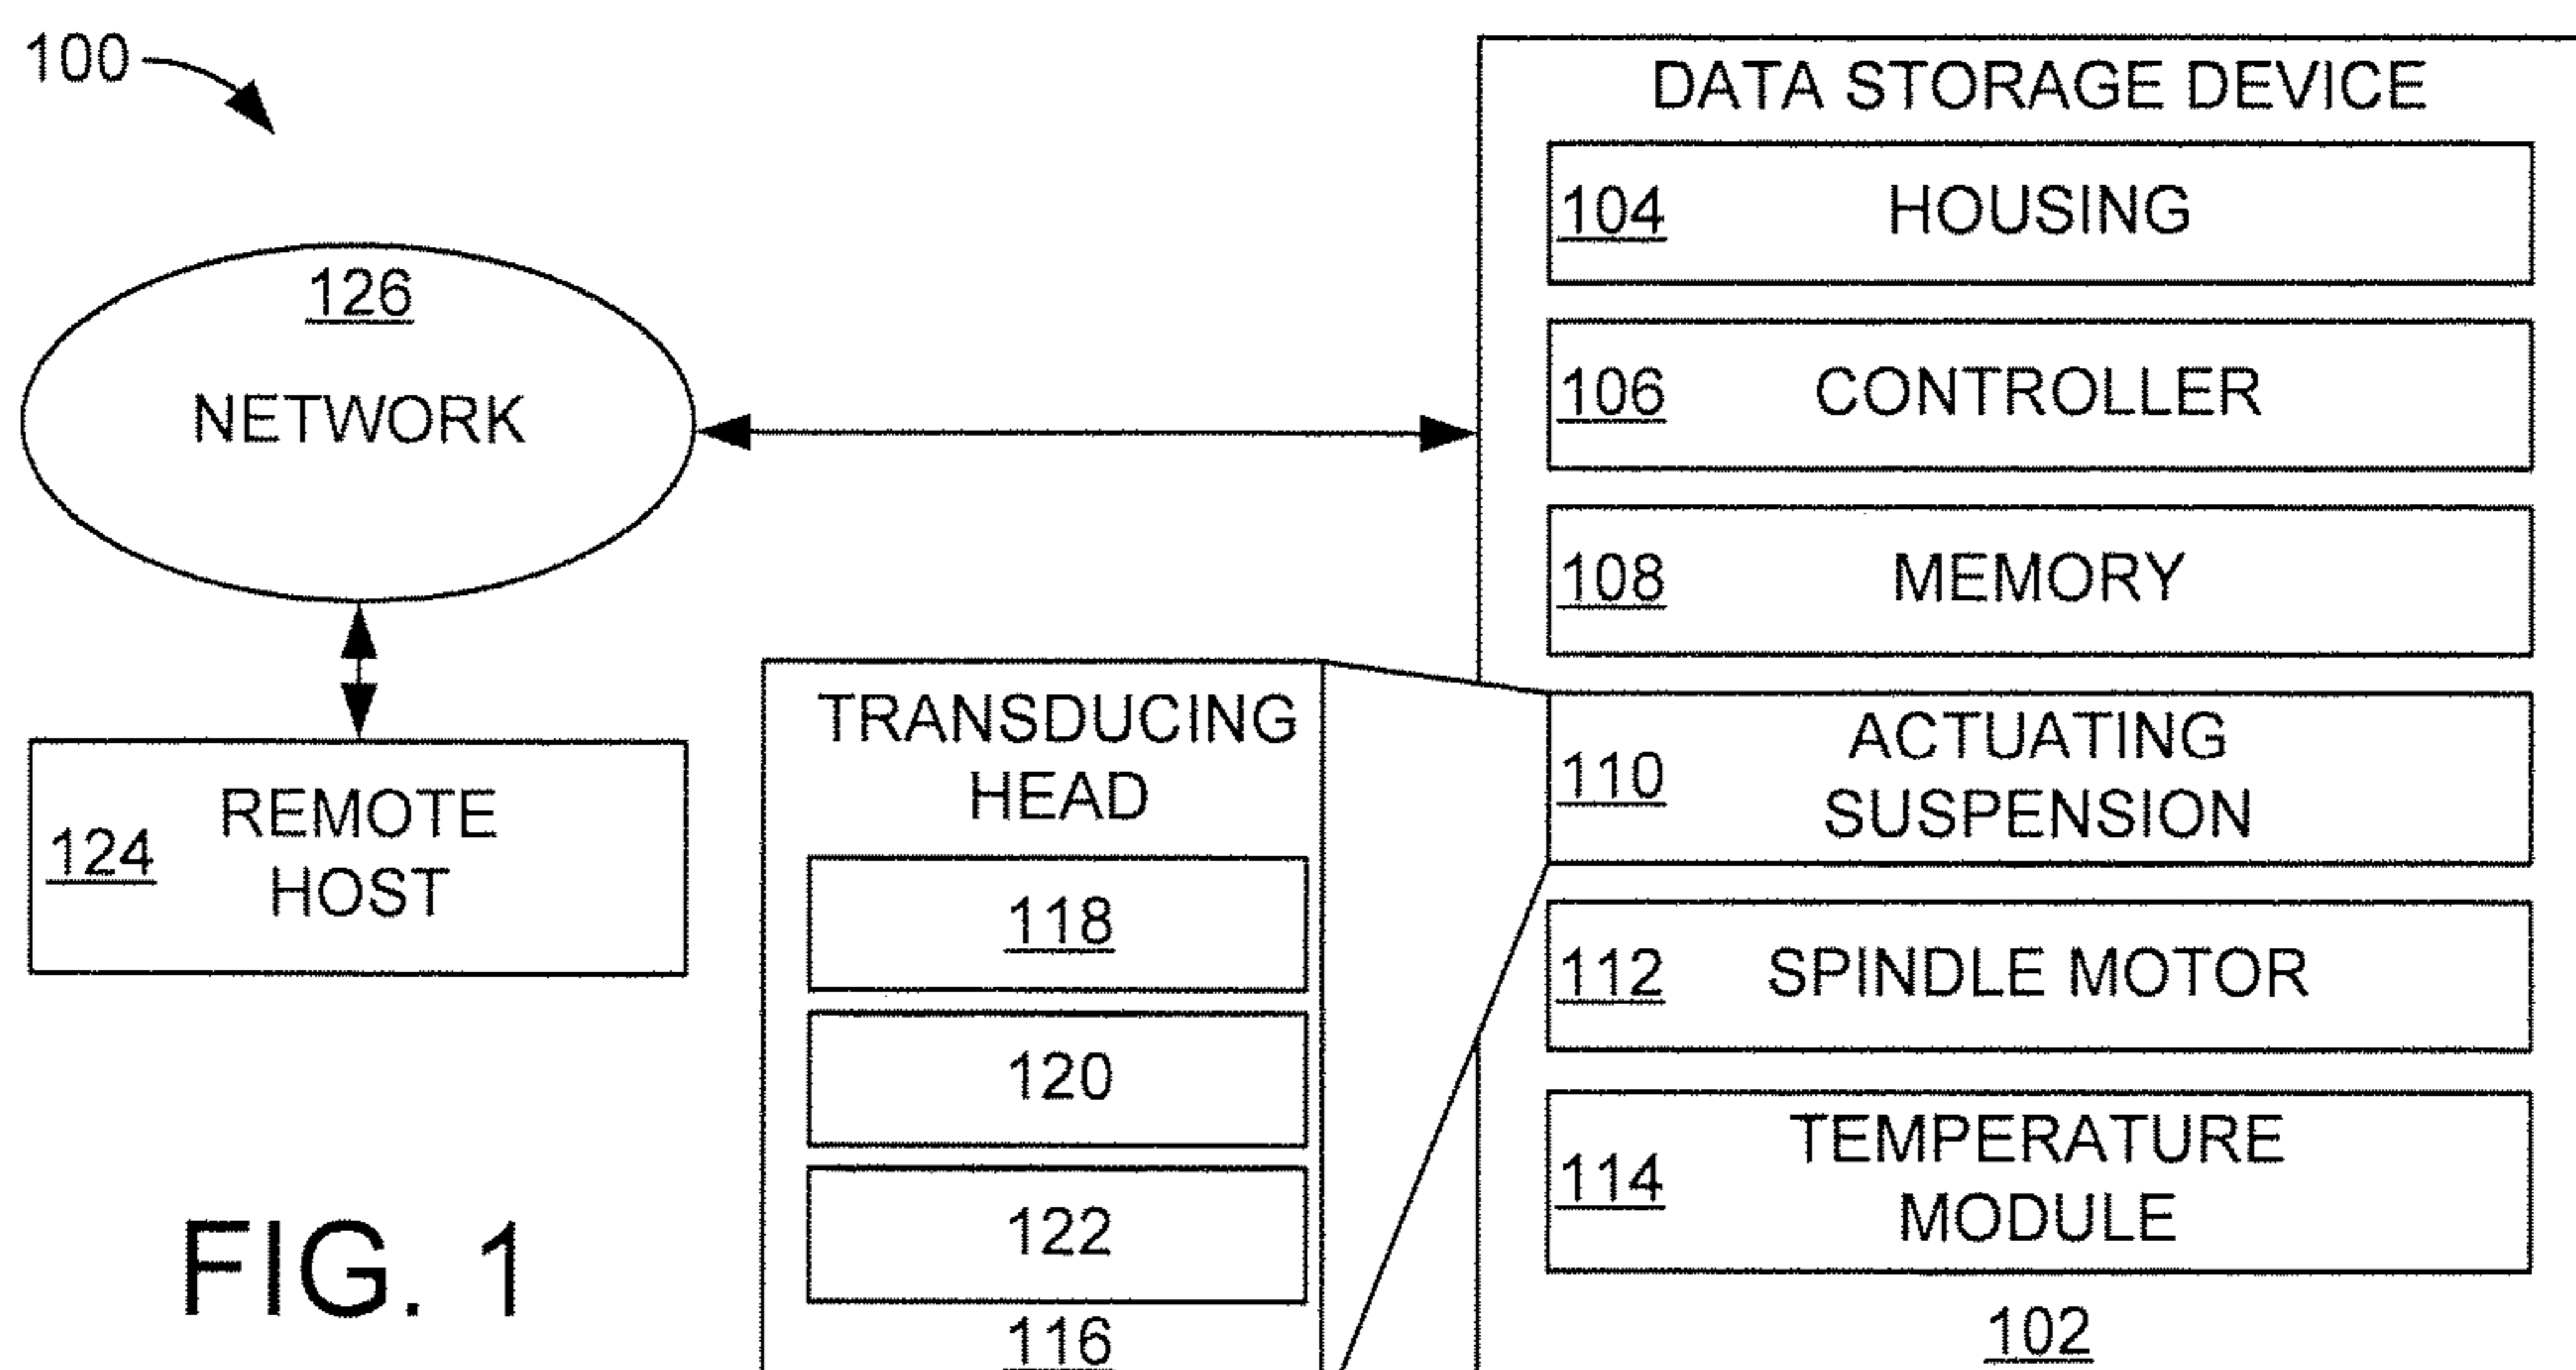 100
126
NETWORK
124
REMOTE
HOST
FIG. 1
TRANSDUCING
HEAD
118
120
122
116
DATA STORAGE DEVICE
104 HOUSING
106 CONTROLLER
108 MEMORY
110 ACTUATING
SUSPENSION
112 SPINDLE MOTOR
114 TEMPERATURE
MODULE
102